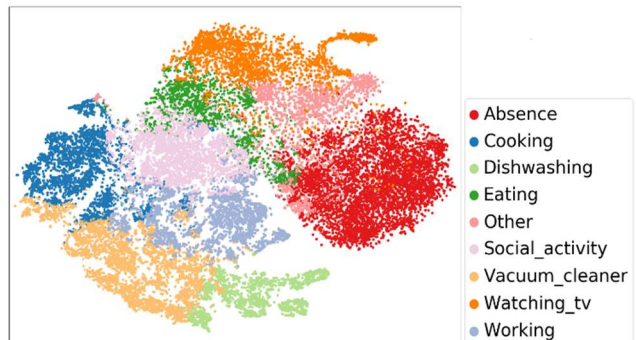 Absence
Cooking
Dishwashing
Eating
Other
Social_activity
Vacuum_cleaner
Watching_tv
Working